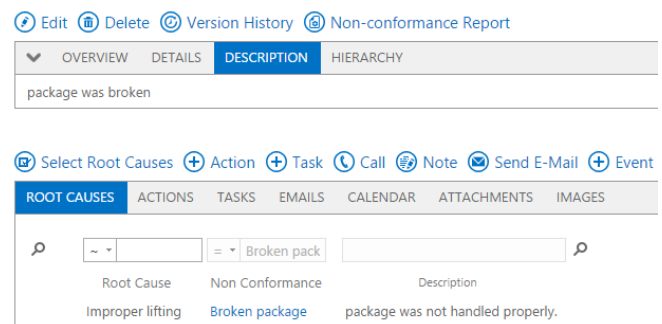 Edit Delete Version History Non-conformance Report
OVERVIEW DETAILS DESCRIPTION HIERARCHY
package was broken
Select Root Causes Action Task Call Note Send E-Mail Event
ROOT CAUSES ACTIONS TASKS EMAILS CALENDAR ATTACHMENTS IMAGES
~ = Broken pack
Root Cause Non Conformance Description
Improper lifting Broken package package was not handled properly.